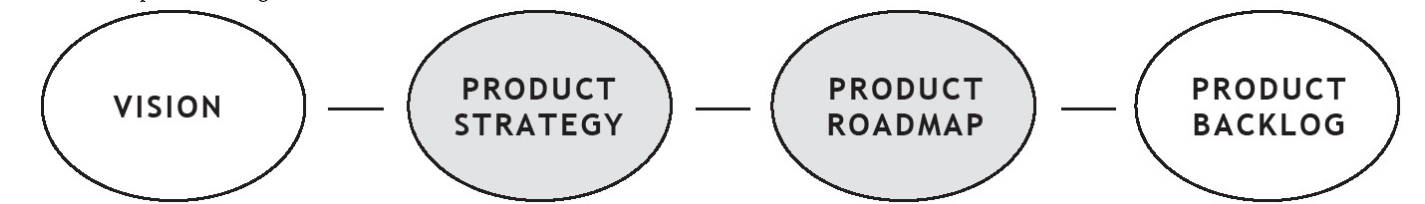 VISION
PRODUCT
STRATEGY
PRODUCT
ROADMAP
PRODUCT
BACKLOG